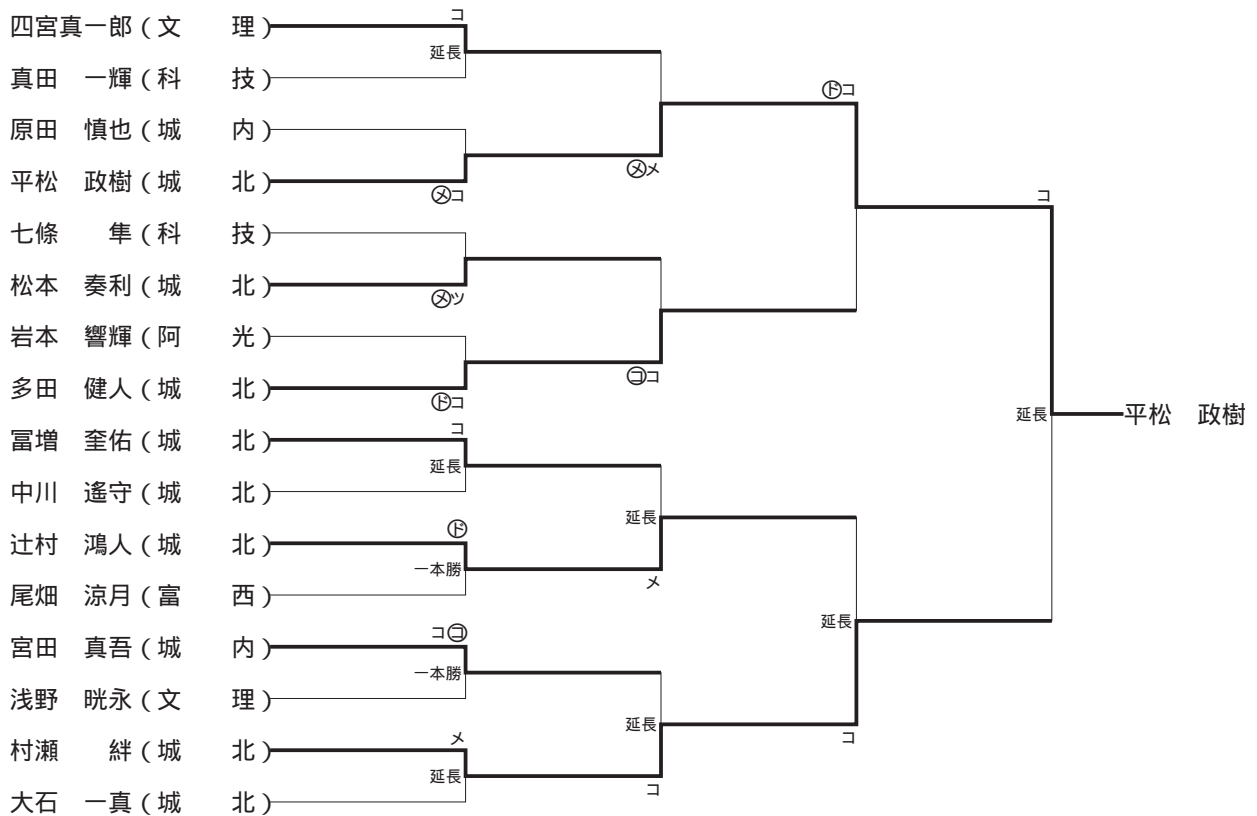 四宮真一郎(文　理)
コ
延長
真田　一輝(科　技)
㋣゙コ
原田　慎也(城　内)
平松　政樹(城　北)
㋱コ
㋱メ
七條　　隼(科　技)
コ
松本　奏利(城　北)
㋱ツ
岩本　響輝(阿　光)
多田　健人(城　北)
㋣゙コ
㋙コ
延長
平松　政樹
冨増　奎佑(城　北)
コ
延長
中川　遙守(城　北)
延長
辻村　鴻人(城　北)
㋣゙
一本勝
メ
尾畑　涼月(富　西)
宮田　真吾(城　内)
コ㋙
一本勝
延長
浅野　晄永(文　理)
延長
コ
村瀬　　絆(城　北)
メ
延長
コ
大石　一真(城　北)